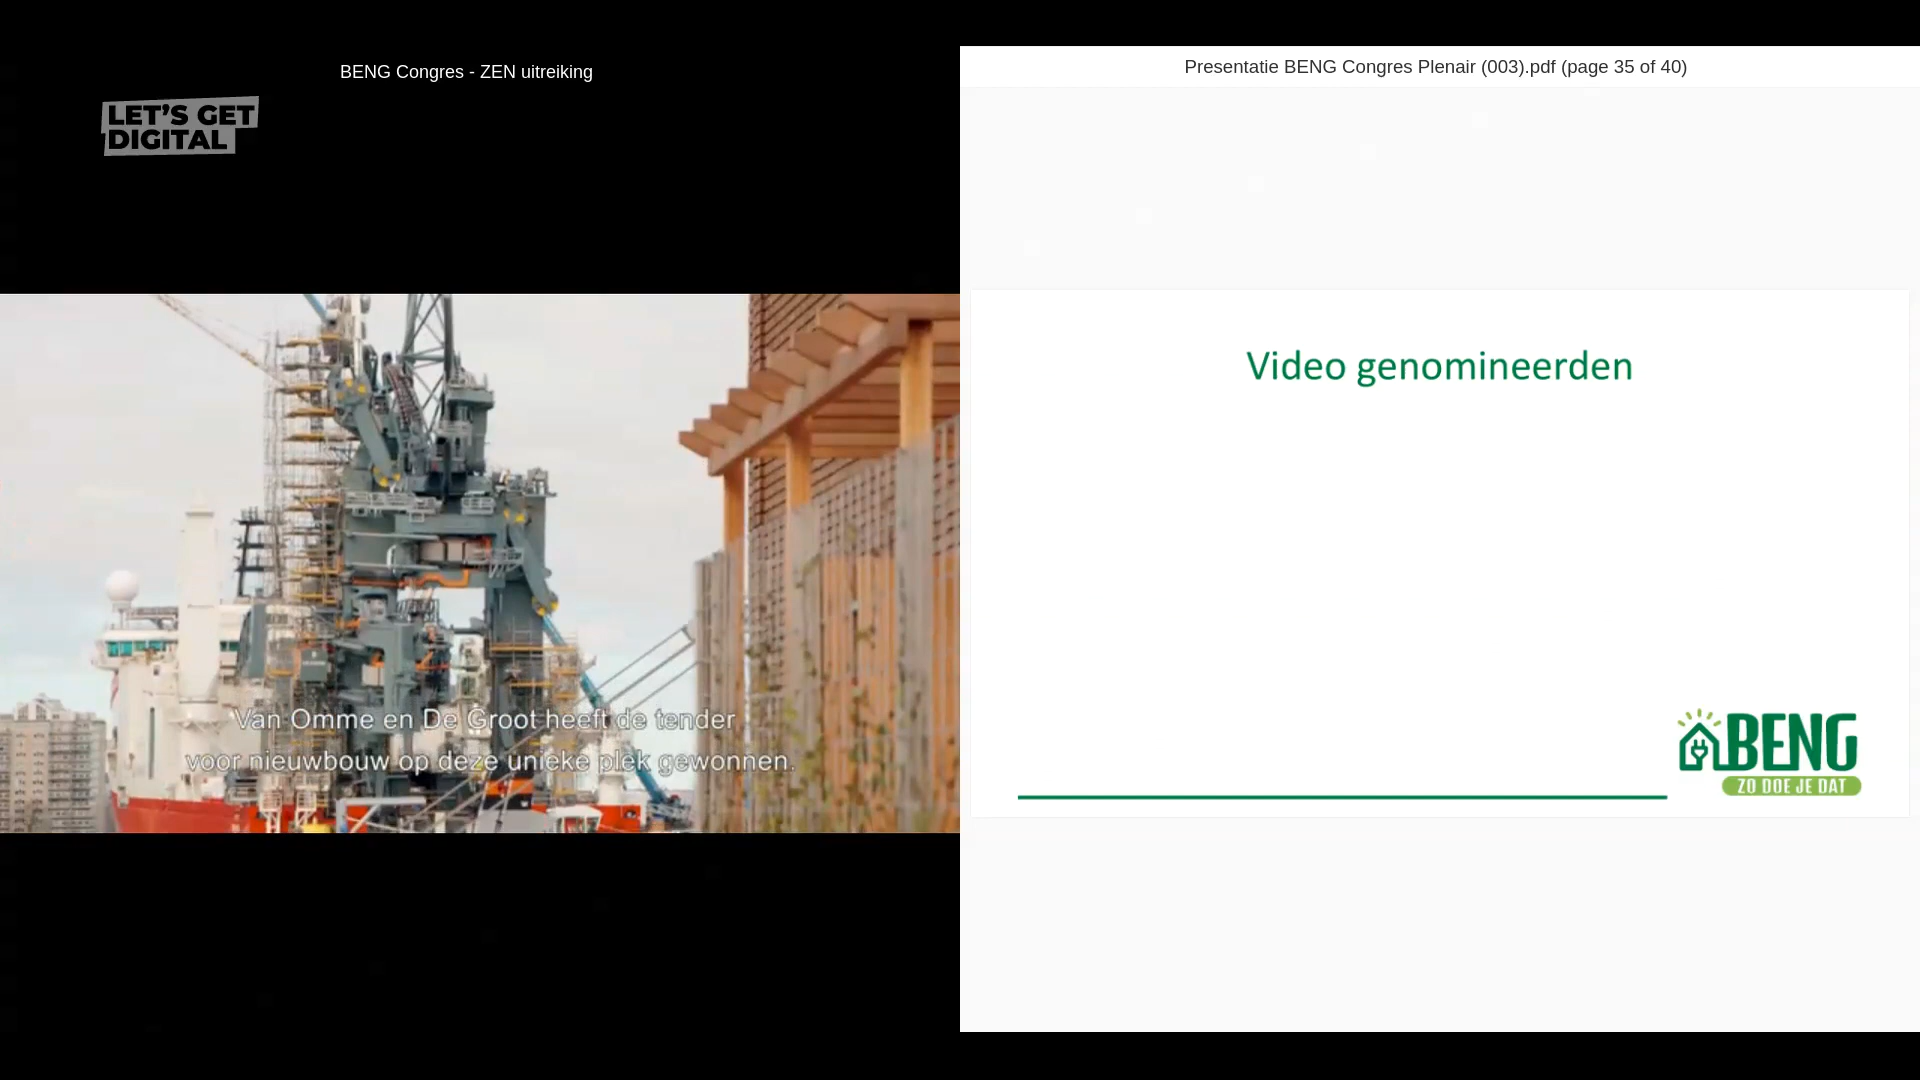 BENG Congres - ZEN uitreiking
LET'S GET
DIGITAL
Van Omme en De Groot heeft de tender
voor nieuwbouw op deze unieke plek gewonnen.
Presentatie BENG Congres Plenair (003).pdf (page 35 of 40)
Video genomineerden
BENG
ZO DOE JE DAT